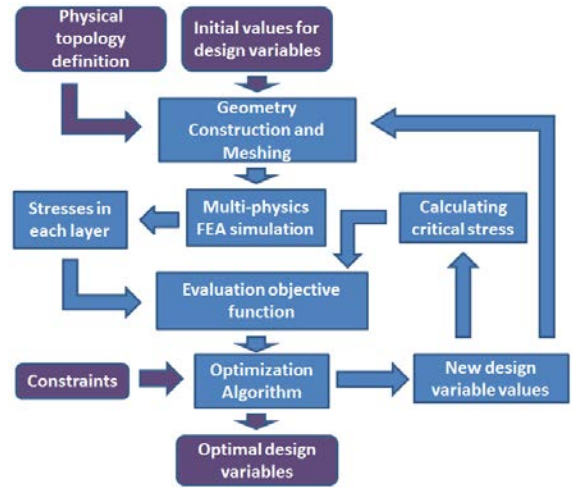 Physical
topology
definition
Initial values for
design variables
Geometry
Construction and
Meshing
Stresses in
each layer
Multi-physics
FEA simulation
Calculating
critical stress
Evaluation objective
function
Constraints
Optimization
Algorithm
New design
variable values
Optimal design
variables